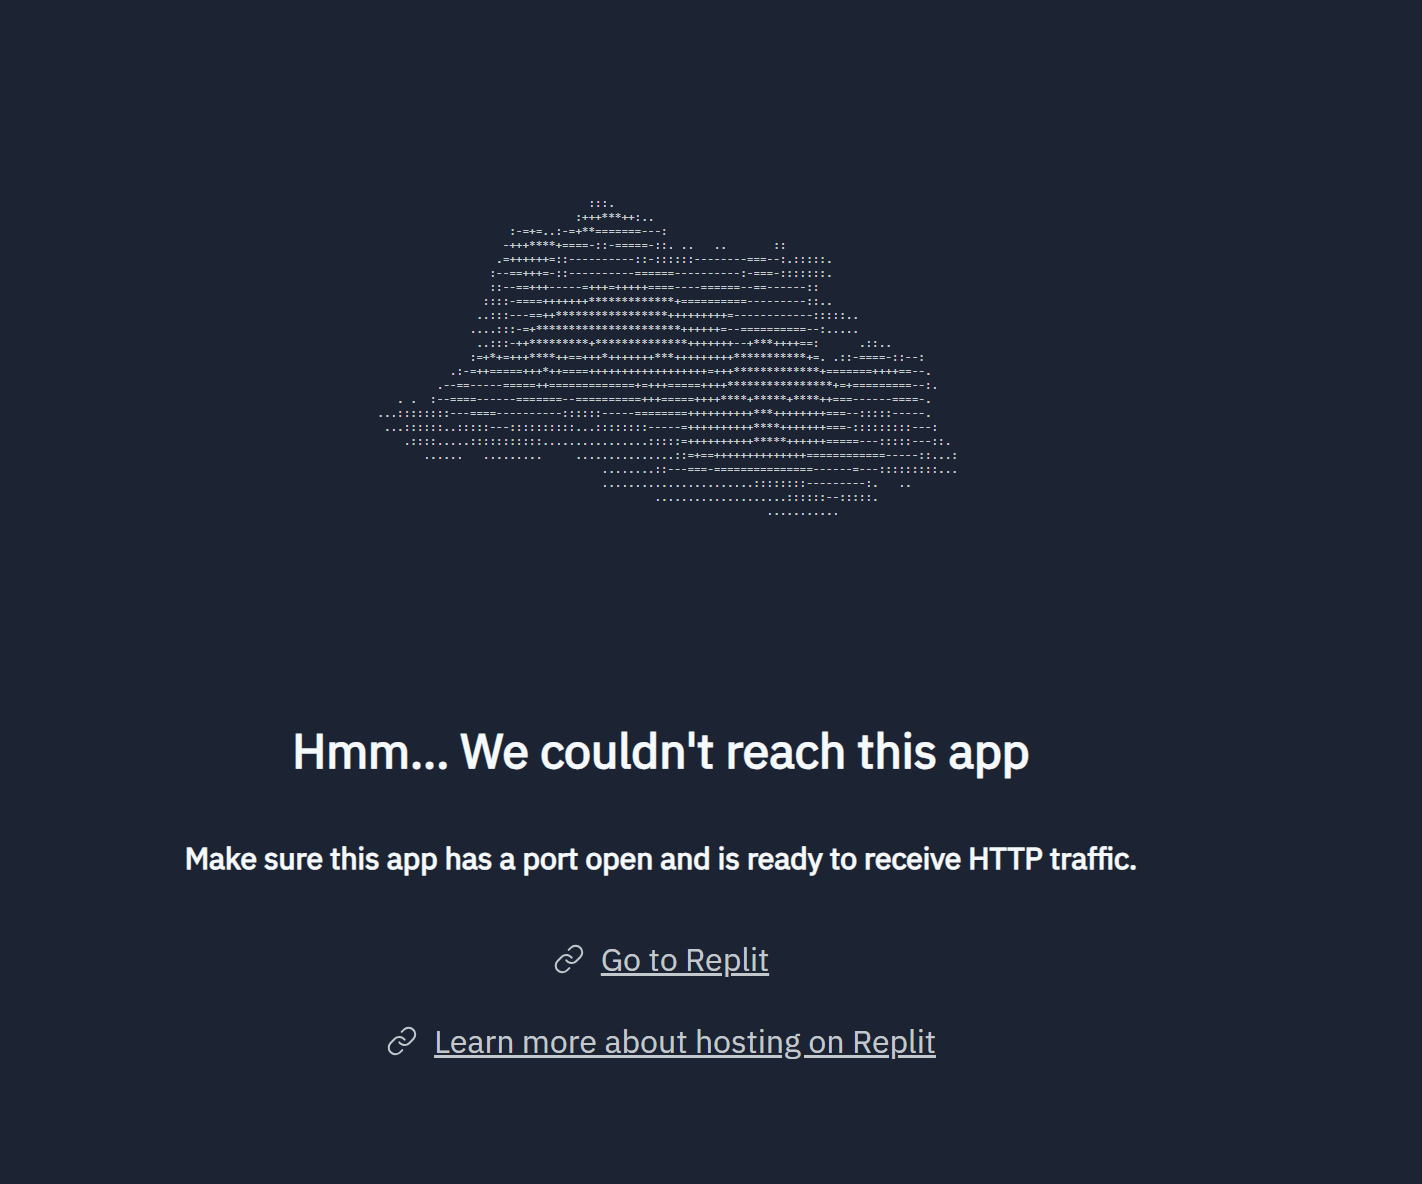 Hmm... We couldn't reach this app
Make sure this app has a port open and is ready to receive HTTP traffic.
Go to Replit
Learn more about hosting on Replit